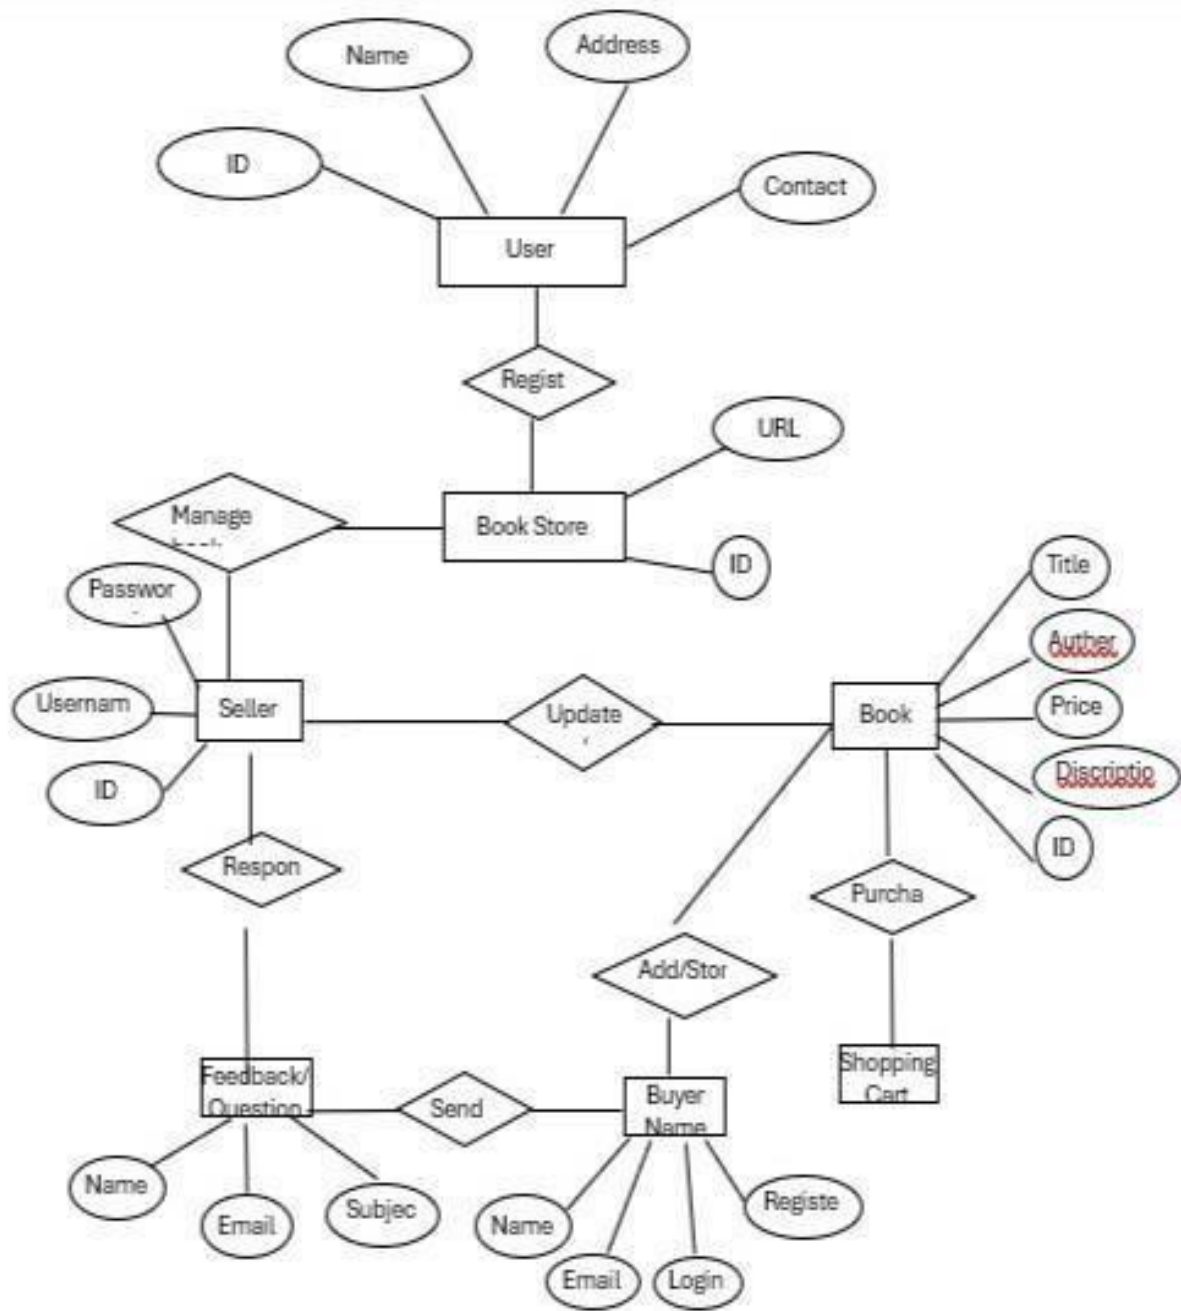 Name
Address
ID
Contact
User
Regist
URL
Manage
Book Store
ID
Title
Passwor
Auther
Usernam
Seller
Update
Book
Price
Discriptio
ID
ID
Respon
Purcha
Add/Stor
Shopping
Cart
Feedback/
Question
Send
Buyer
Name
Name
Email
Subjec
Name
Email
Login
Registe